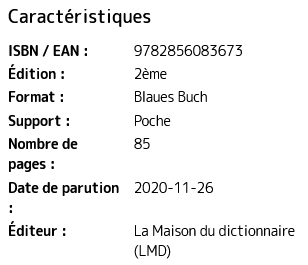 Caractéristiques
ISBN / EAN : 9782856083673
Édition : 2ème
Format : Blaues Buch
Support : Poche
Nombre de pages : 85
Date de parution : 2020-11-26
Éditeur : La Maison du dictionnaire
(LMD)